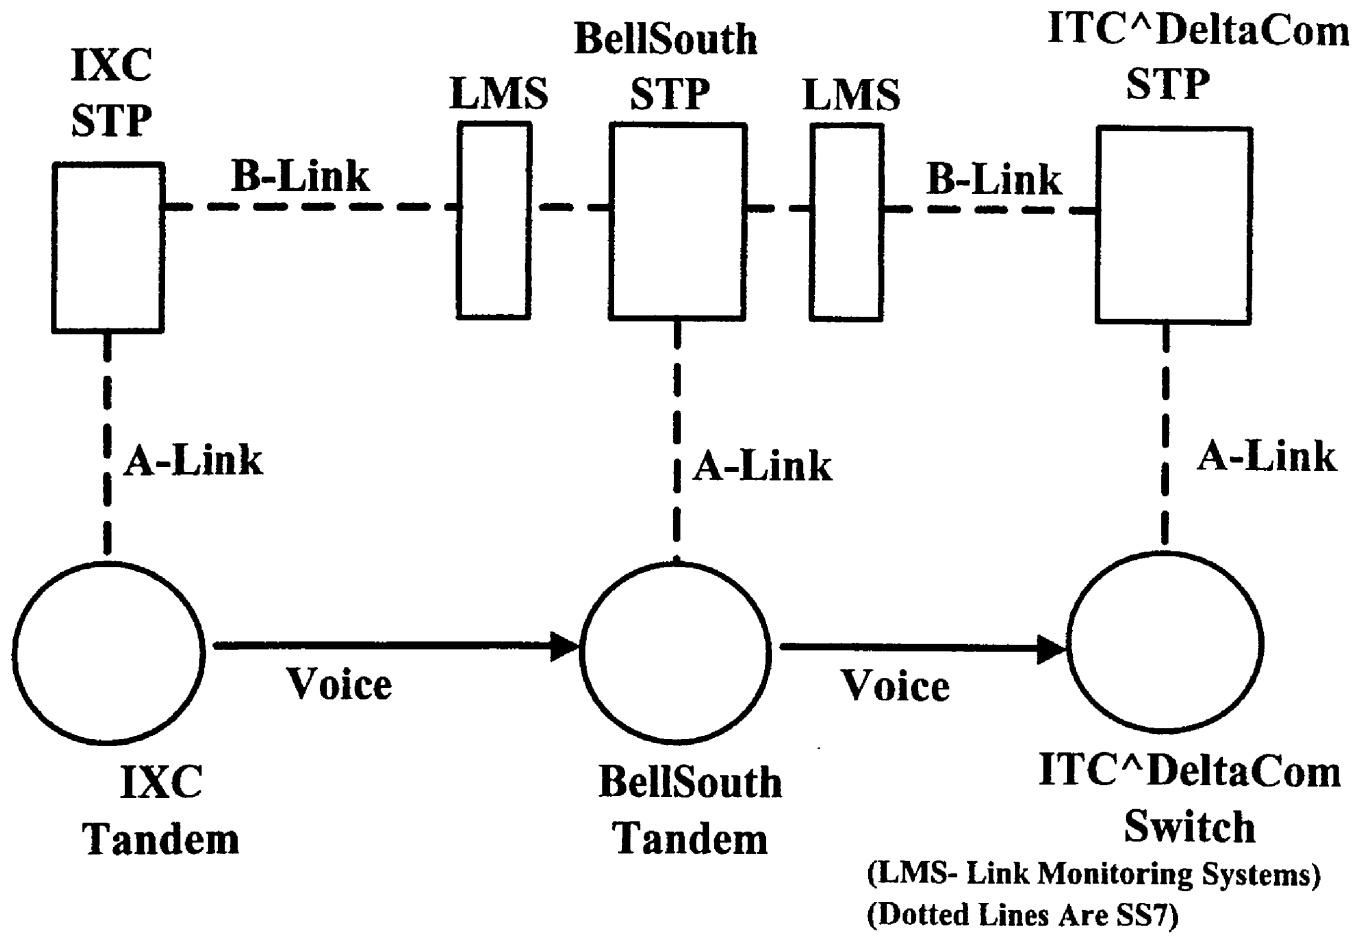 IXC
STP
LMS
BellSouth
STP
LMS
ITC^DeltaCom
STP
B-Link
B-Link
A-Link
A-Link
A-Link
Voice
Voice
IXC
Tandem
BellSouth
Tandem
ITC^DeltaCom
Switch
(LMS- Link Monitoring Systems)
(Dotted Lines Are SS7)